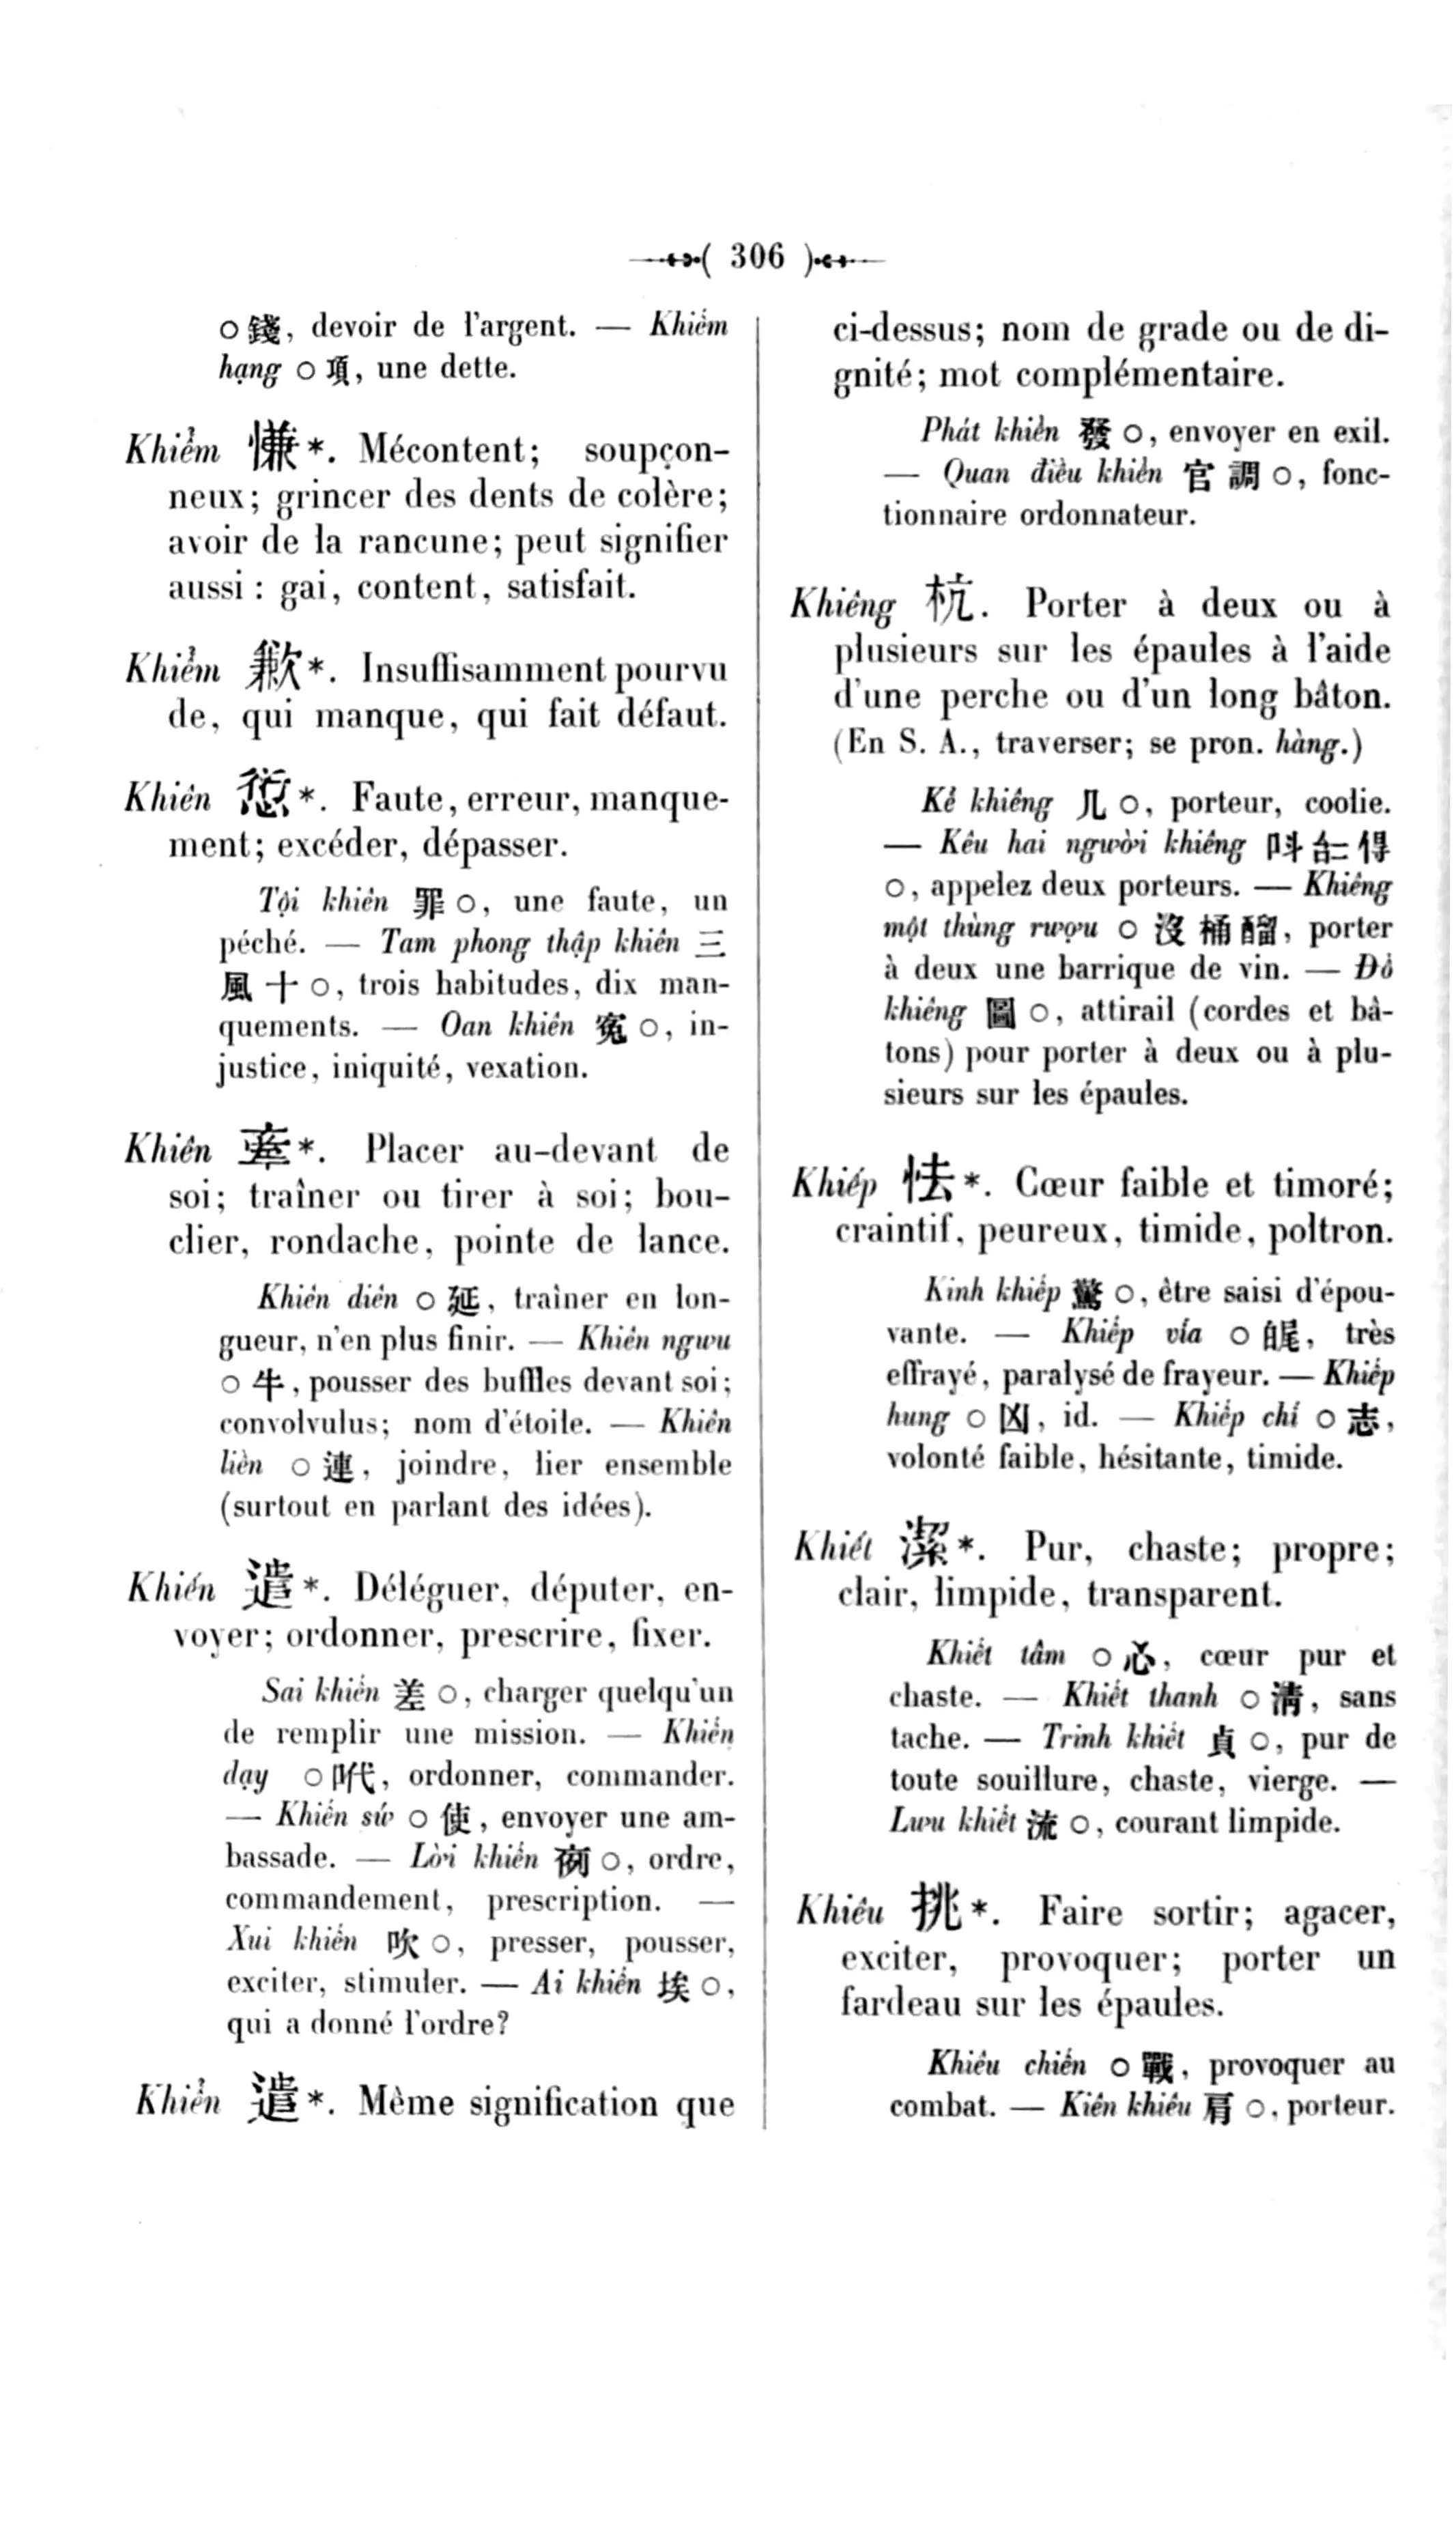 ( 306 )
○ 錢, devoir de l'argent. — Khiếm
hạng ○ 項, une dette.
Khiểm 慊*. Mécontent; soupçon-
neux; grincer des dents de colère;
avoir de la rancune; peut signifier
aussi : gai, content, satisfait.
Khiểm 歉*. Insuffisamment pourvu
de, qui manque, qui fait défaut.
Khiên 愆*. Faute, erreur, manque-
ment; excéder, dépasser.
Tội khiên 罪 ○, une faute, un
péché. — Tam phong thập khiên 三
風 十 ○, trois habitudes, dix man-
quements. — Oan khiên 寃 ○, in-
justice, iniquité, vexation.
Khiên 牽*. Placer au-devant de
soi; traîner ou tirer à soi; bou-
clier, rondache, pointe de lance.
Khiên diên ○ 延, traîner en lon-
gueur, n'en plus finir. — Khiên ngưu
○ 牛, pousser des buffles devant soi;
convolvulus; nom d'étoile. — Khiên
liên ○ 連, joindre, lier ensemble
(surtout en parlant des idées).
Khiến 遣*. Déléguer, députer, en-
voyer; ordonner, prescrire, fixer.
Sai khiến 差 ○, charger quelqu'un
de remplir une mission. — Khiến
dạy ○ 吪, ordonner, commander.
— Khiến sứ ○ 使, envoyer une am-
bassade. — Lời khiến ○, ordre,
commandement, prescription. —
Xui khiến 吹 ○, presser, pousser,
exciter, stimuler. — Ai khiến 埃 ○,
qui a donné l'ordre?
Khiển 遣*. Même signification que
ci-dessus; nom de grade ou de di-
gnité; mot complémentaire.
Phát khiển 發 ○, envoyer en exil.
— Quan điều khiển 官 調 ○, fonc-
tionnaire ordonnateur.
Khiêng 杭. Porter à deux ou à
plusieurs sur les épaules à l'aide
d'une perche ou d'un long bâton.
(En S. A., traverser; se pron. hàng.)
Kẻ khiêng 几 ○, porteur, coolie.
— Kêu hai người khiêng 呌 𠄩 得
○, appelez deux porteurs. — Khiêng
một thùng rượu ○ 沒 桶 醹, porter
à deux une barrique de vin. — Đồ
khiêng 圖 ○, attirail (cordes et bâ-
tons) pour porter à deux ou à plu-
sieurs sur les épaules.
Khiếp 怯*. Cœur faible et timoré;
craintif, peureux, timide, poltron.
Kinh khiếp 驚 ○, être saisi d'épou-
vante. — Khiếp vía ○, très
effrayé, paralysé de frayeur. — Khiếp
hung ○ 凶, id. — Khiếp chí ○ 志,
volonté faible, hésitante, timide.
Khiết 潔*. Pur, chaste; propre;
clair, limpide, transparent.
Khiết tâm ○ 心, cœur pur et
chaste. — Khiết thanh ○ 清, sans
tache. — Trinh khiết 貞 ○, pur de
toute souillure, chaste, vierge. —
Lưu khiết 流 ○, courant limpide.
Khiêu 挑*. Faire sortir; agacer,
exciter, provoquer; porter un
fardeau sur les épaules.
Khiêu chiến ○ 戰, provoquer au
combat. — Kiên khiêu 肩 ○, porteur.